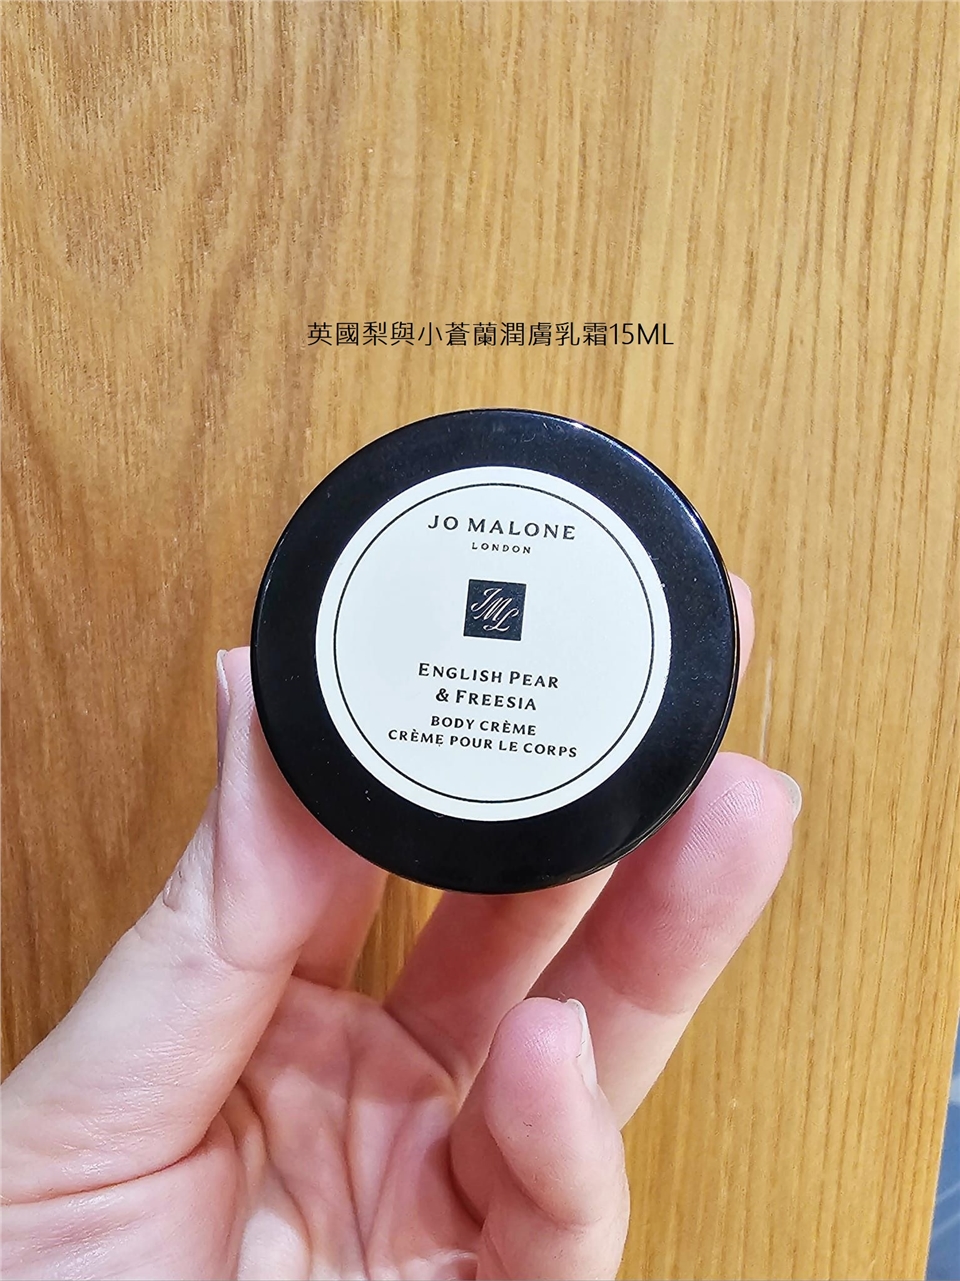 英國梨與小蒼蘭潤膚乳霜15ML
JO MALONE
LONDON
JML
ENGLISH PEAR
& FREESIA
BODY CRÈME
CRÈME POUR LE CORPS